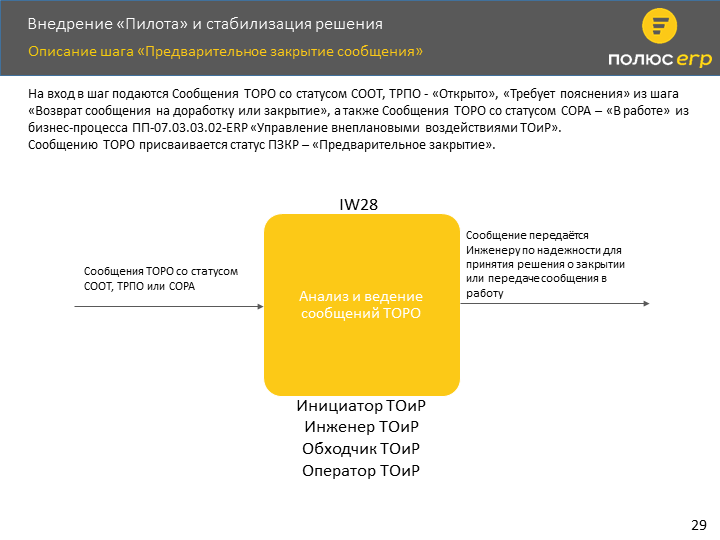 Внедрение «Пилота» и стабилизация решения
Описание шага «Предварительное закрытие сообщения»
ПОЛЮС erp
На вход в шаг подаются Сообщения ТОРО со статусом СООТ, ТРПО - «Открыто», «Требует пояснения» из шага
«Возврат сообщения на доработку или закрытие», а также Сообщения ТОРО со статусом СОРА – «В работе» из
бизнес-процесса ПП-07.03.03.02-ERP «Управление внеплановыми воздействиями ТОиР».
Сообщению ТОРО присваивается статус ПЗКР – «Предварительное закрытие».
IW28
Сообщения ТОРО со статусом
СООТ, ТРПО или СОРА
Анализ и ведение
сообщений ТОРО
Сообщение передаётся
Инженеру по надежности для
принятия решения о закрытии
или передаче сообщения в
работу
Инициатор ТОиР
Инженер ТОиР
Обходчик ТОиР
Оператор ТОиР
29